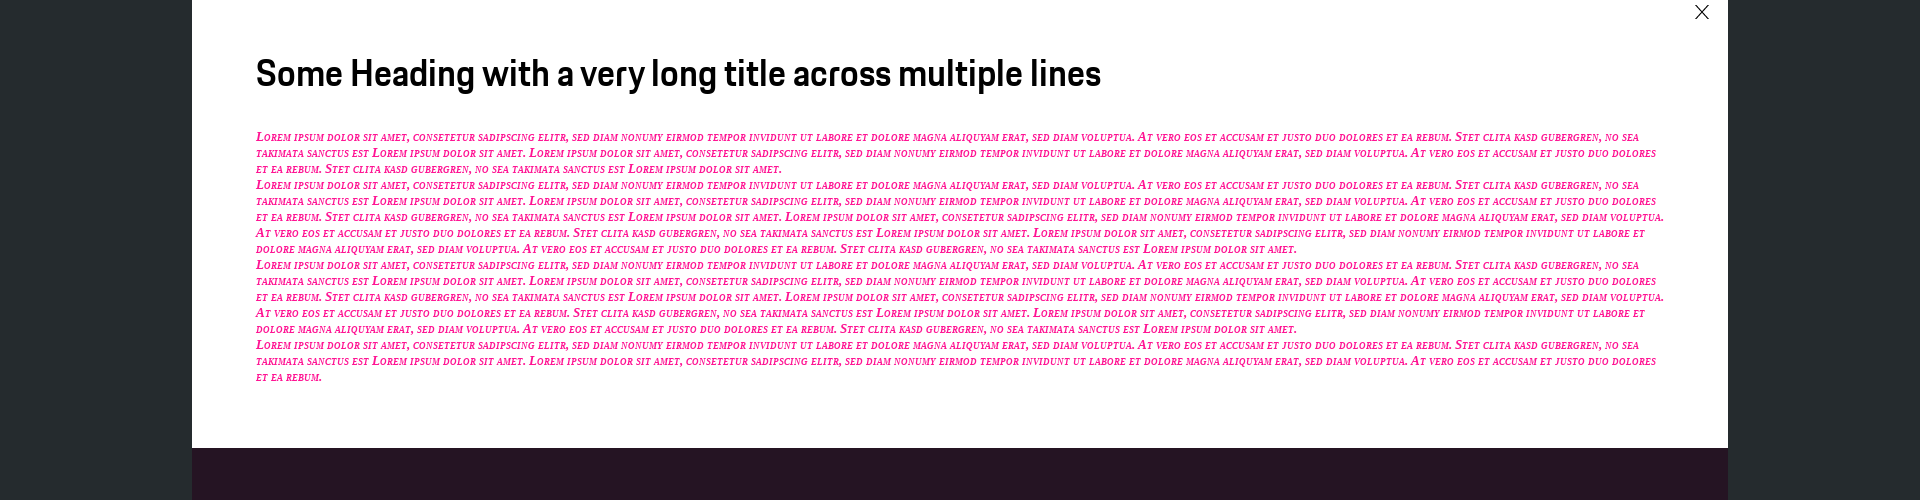 X
Some Heading with a very long title across multiple lines
Lorem ipsum dolor sit amet, consetetur sadipscing elitr, sed diam nonumy eirmod tempor invidunt ut labore et dolore magna aliquyam erat, sed diam voluptua. At vero eos et accusam et justo duo dolores et ea rebum. Stet clita kasd gubergren, no sea
takimata sanctus est Lorem ipsum dolor sit amet. Lorem ipsum dolor sit amet, consetetur sadipscing elitr, sed diam nonumy eirmod tempor invidunt ut labore et dolore magna aliquyam erat, sed diam voluptua. At vero eos et accusam et justo duo dolores
et ea rebum. Stet clita kasd gubergren, no sea takimata sanctus est Lorem ipsum dolor sit amet.
Lorem ipsum dolor sit amet, consetetur sadipscing elitr, sed diam nonumy eirmod tempor invidunt ut labore et dolore magna aliquyam erat, sed diam voluptua. At vero eos et accusam et justo duo dolores et ea rebum. Stet clita kasd gubergren, no sea
takimata sanctus est Lorem ipsum dolor sit amet. Lorem ipsum dolor sit amet, consetetur sadipscing elitr, sed diam nonumy eirmod tempor invidunt ut labore et dolore magna aliquyam erat, sed diam voluptua. At vero eos et accusam et justo duo dolores
et ea rebum. Stet clita kasd gubergren, no sea takimata sanctus est Lorem ipsum dolor sit amet. Lorem ipsum dolor sit amet, consetetur sadipscing elitr, sed diam nonumy eirmod tempor invidunt ut labore et dolore magna aliquyam erat, sed diam voluptua.
At vero eos et accusam et justo duo dolores et ea rebum. Stet clita kasd gubergren, no sea takimata sanctus est Lorem ipsum dolor sit amet. Lorem ipsum dolor sit amet, consetetur sadipscing elitr, sed diam nonumy eirmod tempor invidunt ut labore et
dolore magna aliquyam erat, sed diam voluptua. At vero eos et accusam et justo duo dolores et ea rebum. Stet clita kasd gubergren, no sea takimata sanctus est Lorem ipsum dolor sit amet.
Lorem ipsum dolor sit amet, consetetur sadipscing elitr, sed diam nonumy eirmod tempor invidunt ut labore et dolore magna aliquyam erat, sed diam voluptua. At vero eos et accusam et justo duo dolores et ea rebum. Stet clita kasd gubergren, no sea
takimata sanctus est Lorem ipsum dolor sit amet. Lorem ipsum dolor sit amet, consetetur sadipscing elitr, sed diam nonumy eirmod tempor invidunt ut labore et dolore magna aliquyam erat, sed diam voluptua. At vero eos et accusam et justo duo dolores
et ea rebum. Stet clita kasd gubergren, no sea takimata sanctus est Lorem ipsum dolor sit amet. Lorem ipsum dolor sit amet, consetetur sadipscing elitr, sed diam nonumy eirmod tempor invidunt ut labore et dolore magna aliquyam erat, sed diam voluptua.
At vero eos et accusam et justo duo dolores et ea rebum. Stet clita kasd gubergren, no sea takimata sanctus est Lorem ipsum dolor sit amet. Lorem ipsum dolor sit amet, consetetur sadipscing elitr, sed diam nonumy eirmod tempor invidunt ut labore et
dolore magna aliquyam erat, sed diam voluptua. At vero eos et accusam et justo duo dolores et ea rebum. Stet clita kasd gubergren, no sea takimata sanctus est Lorem ipsum dolor sit amet.
Lorem ipsum dolor sit amet, consetetur sadipscing elitr, sed diam nonumy eirmod tempor invidunt ut labore et dolore magna aliquyam erat, sed diam voluptua. At vero eos et accusam et justo duo dolores et ea rebum. Stet clita kasd gubergren, no sea
takimata sanctus est Lorem ipsum dolor sit amet. Lorem ipsum dolor sit amet, consetetur sadipscing elitr, sed diam nonumy eirmod tempor invidunt ut labore et dolore magna aliquyam erat, sed diam voluptua. At vero eos et accusam et justo duo dolores
et ea rebum.